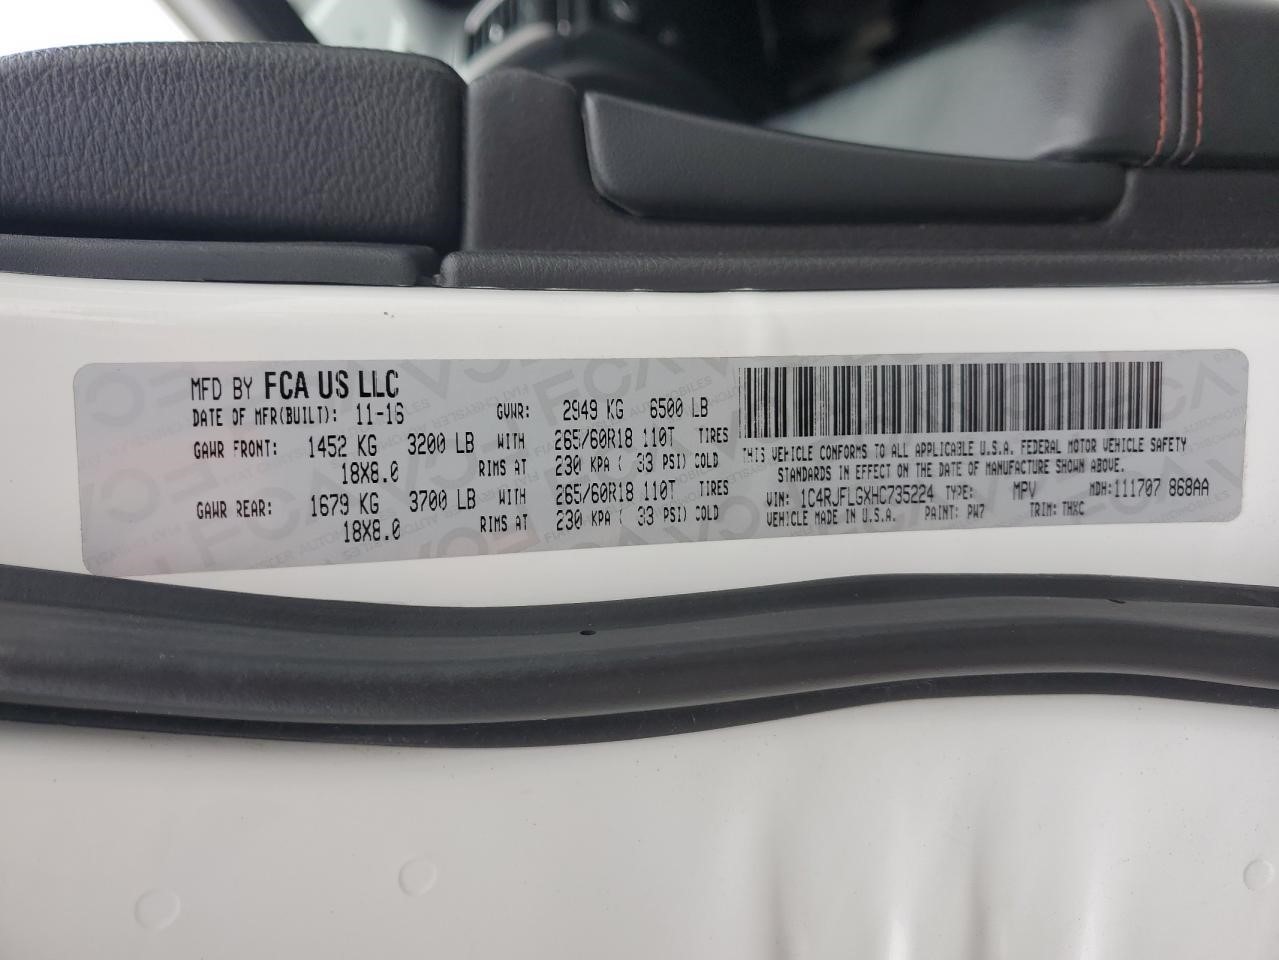 MFD BY FCA US LLC
DATE OF MFR(BUILT): 11-16 GVWR: 2949 KG 6500 LB
GAWR FRONT: 1452 KG 3200 LB WITH 265/60R18 110T TIRES
18X8.0 RIMS AT 230 KPA ( 33 PSI) COLD
GAWR REAR: 1679 KG 3700 LB WITH 265/60R18 110T TIRES
18X8.0 RIMS AT 230 KPA ( 33 PSI) COLD
THIS VEHICLE CONFORMS TO ALL APPLICABLE U.S.A. FEDERAL MOTOR VEHICLE SAFETY
STANDARDS IN EFFECT ON THE DATE OF MANUFACTURE SHOWN ABOVE.
VIN: 1C4RJFLGXHC735224 TYPE: MPV MDH:111707 868AA
VEHICLE MADE IN U.S.A. PAINT: PW7 TRIM: THXC